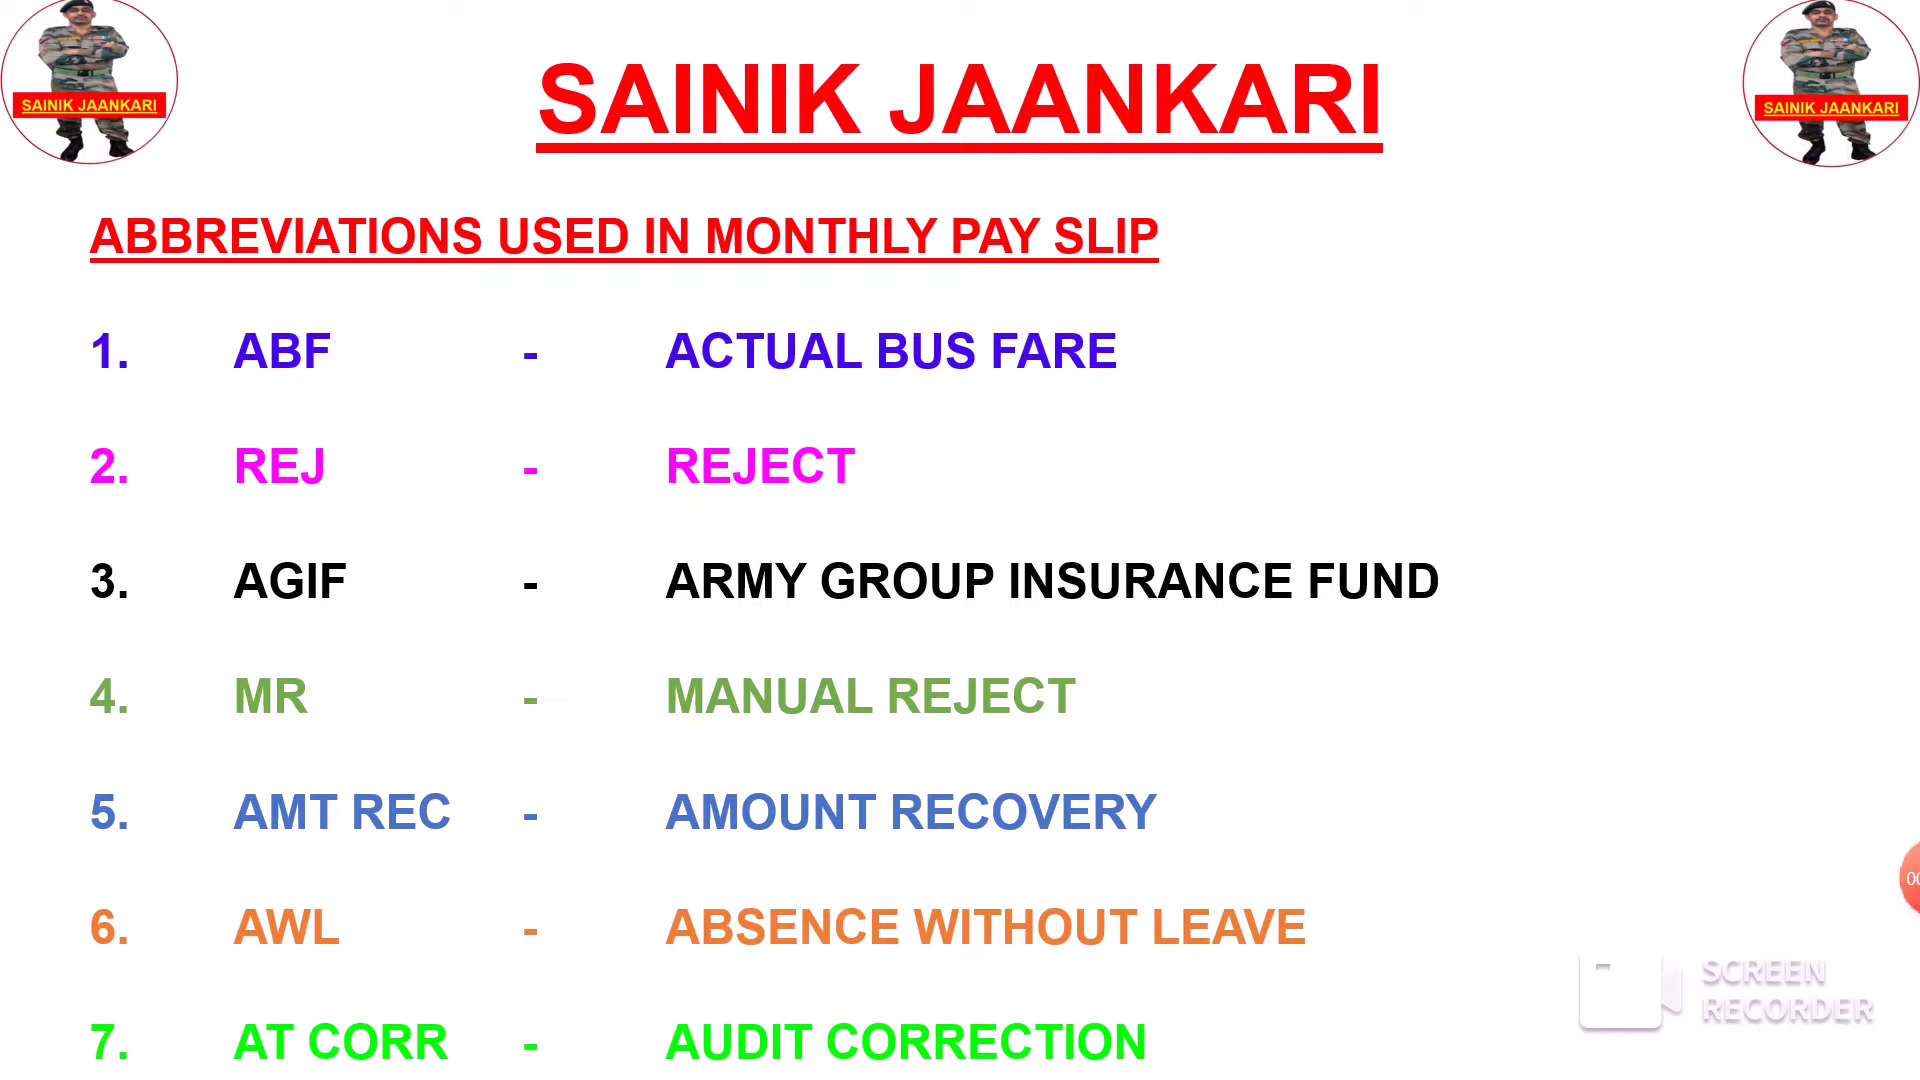 SAINIK JAANKARI
SAINIK JAANKARI
SAINIK JAANKARI
ABBREVIATIONS USED IN MONTHLY PAY SLIP
1. ABF - ACTUAL BUS FARE
2. REJ - REJECT
3. AGIF - ARMY GROUP INSURANCE FUND
4. MR - MANUAL REJECT
5. AMT REC - AMOUNT RECOVERY
6. AWL - ABSENCE WITHOUT LEAVE
7. AT CORR - AUDIT CORRECTION
SCREEN
RECORDER